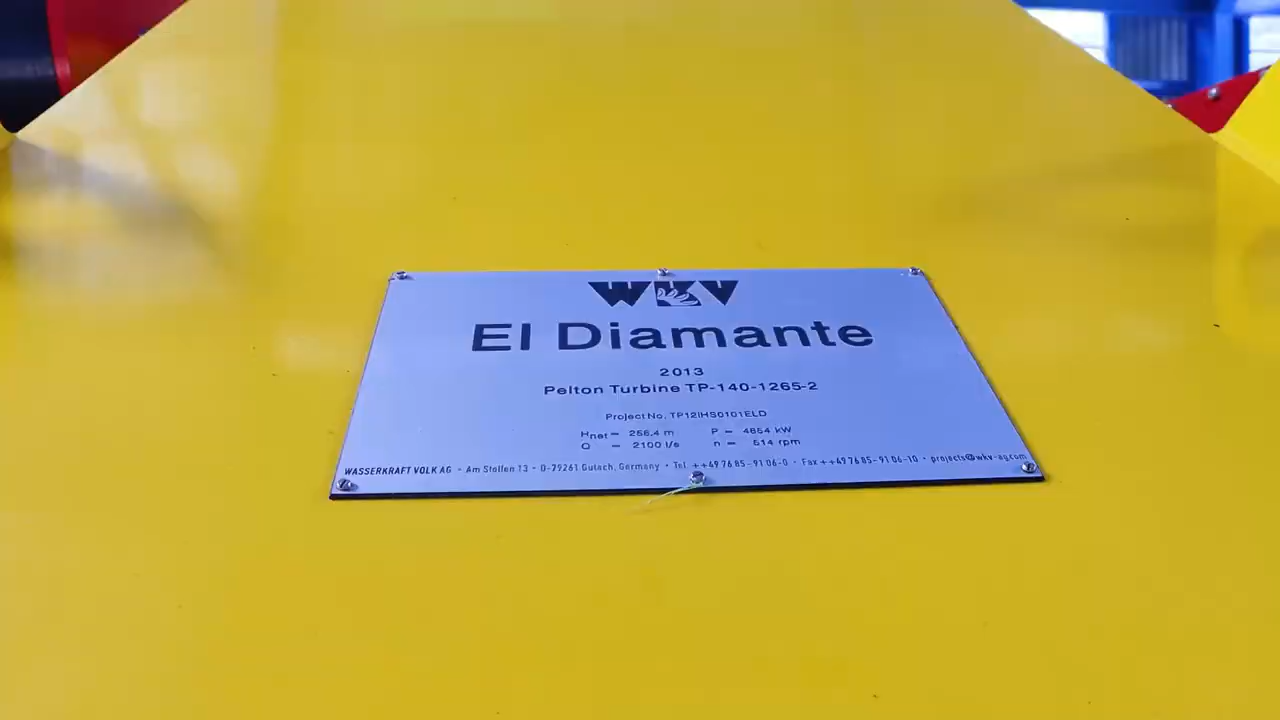 WKV
El Diamante
2013
Pelton Turbine TP-140-1265-2
Project No. TP12IHS0101ELD
Hnet = 256.4 m P = 4654 kW
Q = 2100 l/s n = 514 rpm
WASSERKRAFT VOLK AG • Am Stollen 13 • D-79261 Gutach, Germany • Tel. ++49 76 85-91 06-0 • Fax ++49 76 85-91 06-10 • projects@wkv-ag.com